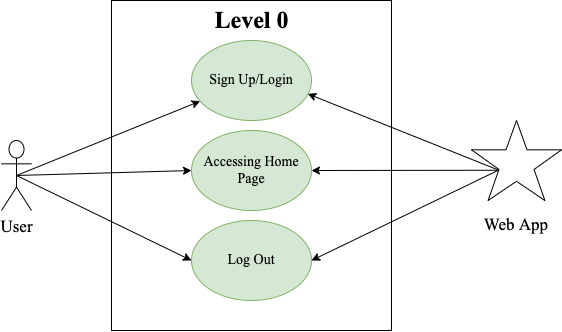 Level 0
Sign Up/Login
Accessing Home
Page
User
Web App
Log Out